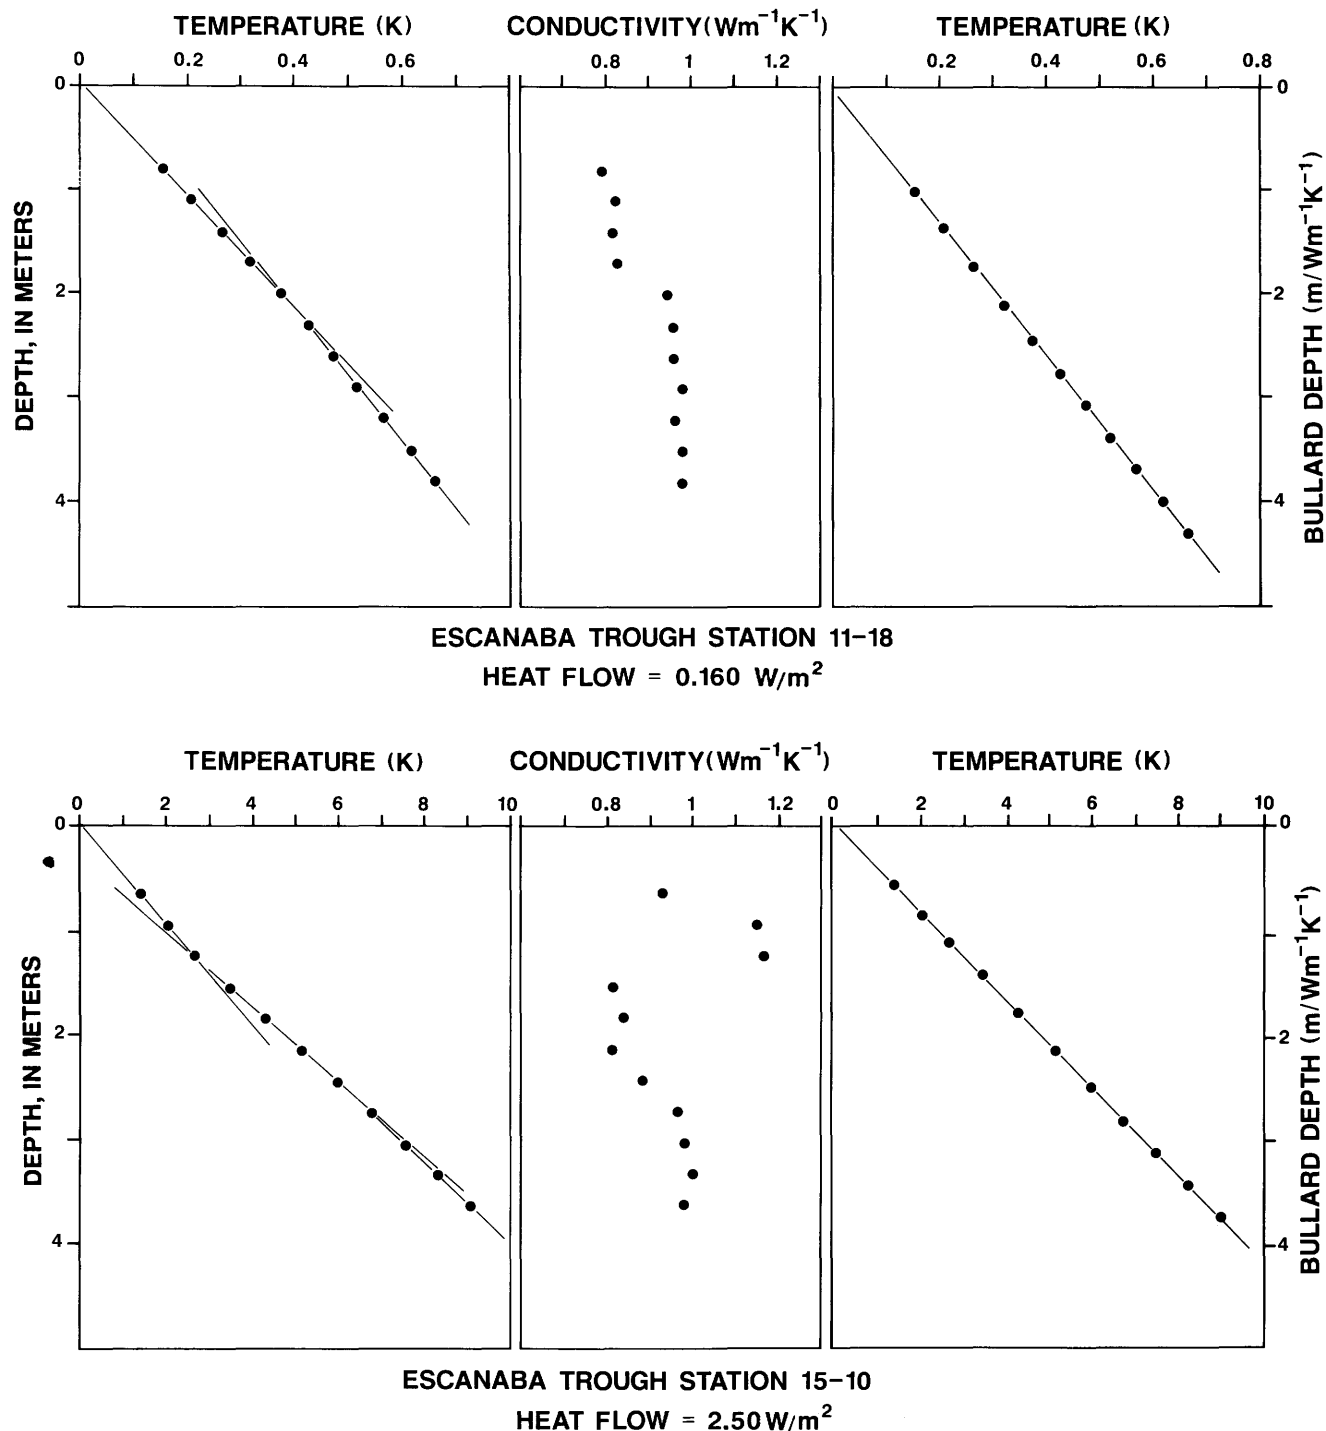 TEMPERATURE (K) CONDUCTIVITY(Wm⁻¹K⁻¹) TEMPERATURE (K)
0 0.2 0.4 0.6 0.8 1 1.2 0.2 0.4 0.6 0.8
0 0
2 2
4 4
DEPTH, IN METERS
BULLARD DEPTH (m/Wm⁻¹K⁻¹)
ESCANABA TROUGH STATION 11-18
HEAT FLOW = 0.160 W/m²
TEMPERATURE (K) CONDUCTIVITY(Wm⁻¹K⁻¹) TEMPERATURE (K)
0 2 4 6 8 10 0.8 1 1.2 0 2 4 6 8 10
0 0
2 2
4 4
DEPTH, IN METERS
BULLARD DEPTH (m/Wm⁻¹K⁻¹)
ESCANABA TROUGH STATION 15-10
HEAT FLOW = 2.50 W/m²